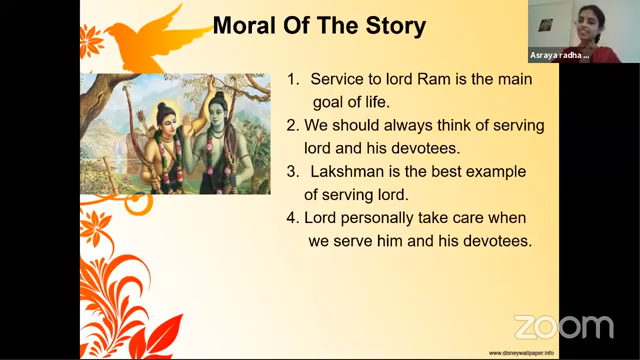 Moral Of The Story
Asraya radha ...
1. Service to lord Ram is the main
goal of life.
2. We should always think of serving
lord and his devotees.
3. Lakshman is the best example
of serving lord.
4. Lord personally take care when
we serve him and his devotees.
zoom
www.disneywallpaper.info